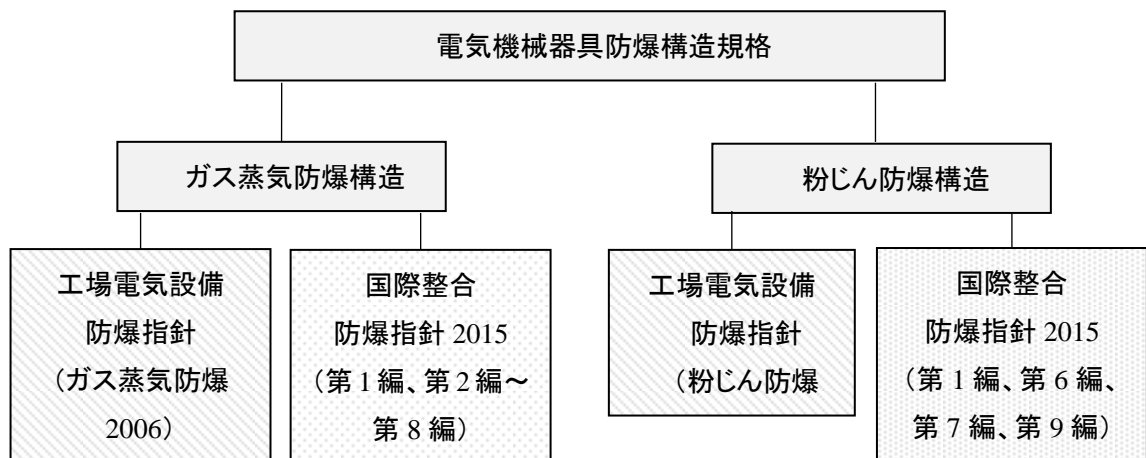 電気機械器具防爆構造規格
ガス蒸気防爆構造
粉じん防爆構造
工場電気設備
防爆指針
（ガス蒸気防爆
2006）
国際整合
防爆指針 2015
（第 1 編、第 2 編～
第 8 編）
工場電気設備
防爆指針
（粉じん防爆
国際整合
防爆指針 2015
（第 1 編、第 6 編、
第 7 編、第 9 編）